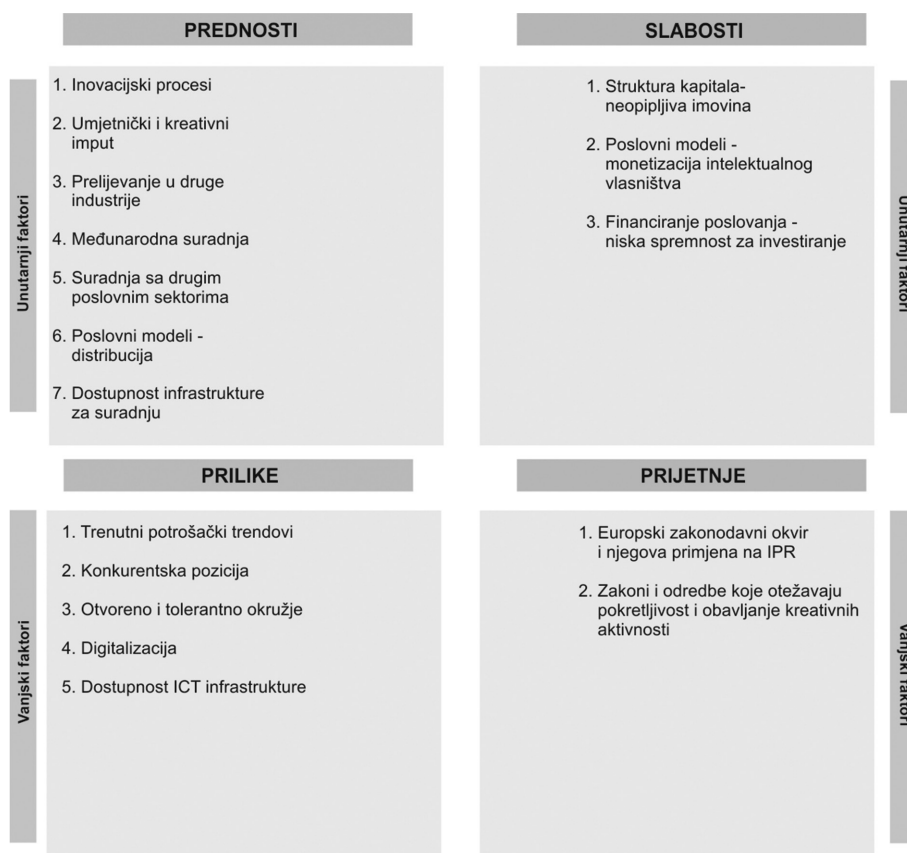 PREDNOSTI
Unutarnji faktori
1. Inovacijski procesi
2. Umjetnički i kreativni
imput
3. Prelijevanje u druge
industrije
4. Međunarodna suradnja
5. Suradnja sa drugim
poslovnim sektorima
6. Poslovni modeli -
distribucija
7. Dostupnost infrastrukture
za suradnju
SLABOSTI
1. Struktura kapitala-
neopipljiva imovina
2. Poslovni modeli -
monetizacija intelektualnog
vlasništva
3. Financiranje poslovanja -
niska spremnost za investiranje
Unutarnji faktori
PRILIKE
Vanjski faktori
1. Trenutni potrošački trendovi
2. Konkurentska pozicija
3. Otvoreno i tolerantno okružje
4. Digitalizacija
5. Dostupnost ICT infrastrukture
PRIJETNJE
1. Europski zakonodavni okvir
i njegova primjena na IPR
2. Zakoni i odredbe koje otežavaju
pokretljivost i obavljanje kreativnih
aktivnosti
Vanjski faktori